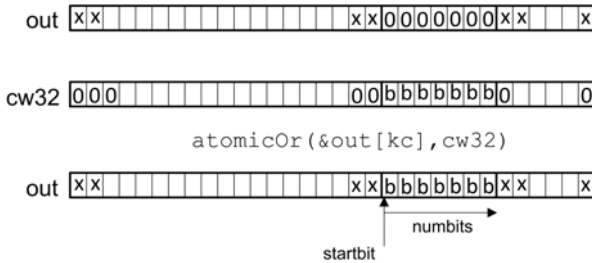 out x x x x 0 0 0 0 0 0 0 x x x
cw32 0 0 0 0 0 b b b b b b b 0 0
atomicOr(&out[kc],cw32)
out x x x x b b b b b b b x x x
numbits
startbit